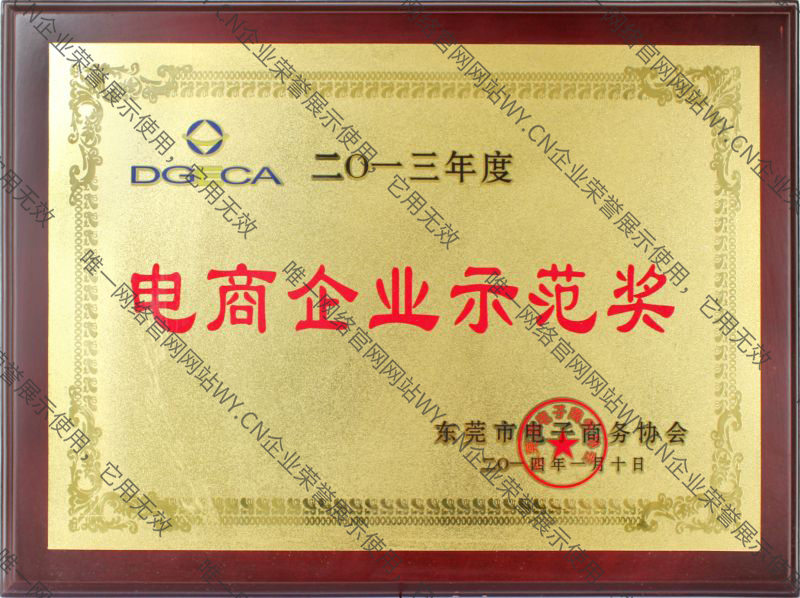 DGECA 二〇一三年度
电商企业示范奖
东莞市电子商务协会
二〇一四年一月十日
唯一网络官网网站WY.CN企业荣誉展示使用，它用无效